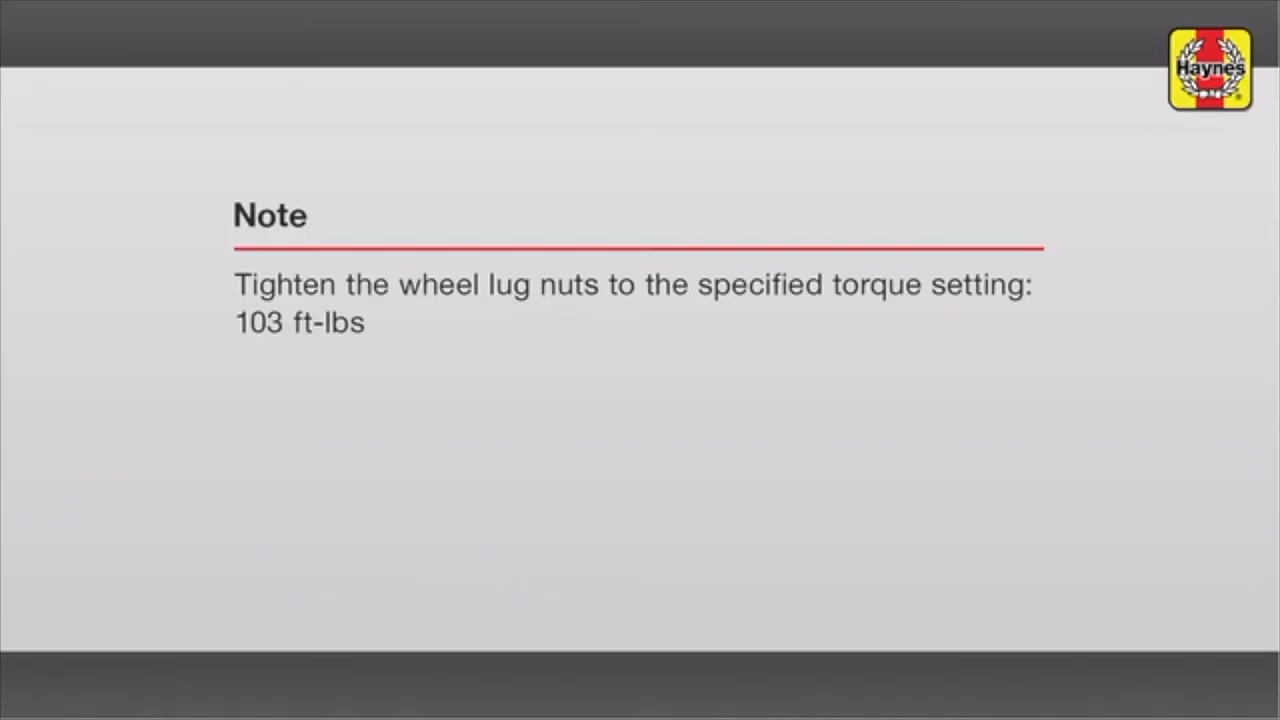 Haynes
Note
Tighten the wheel lug nuts to the specified torque setting:
103 ft-lbs